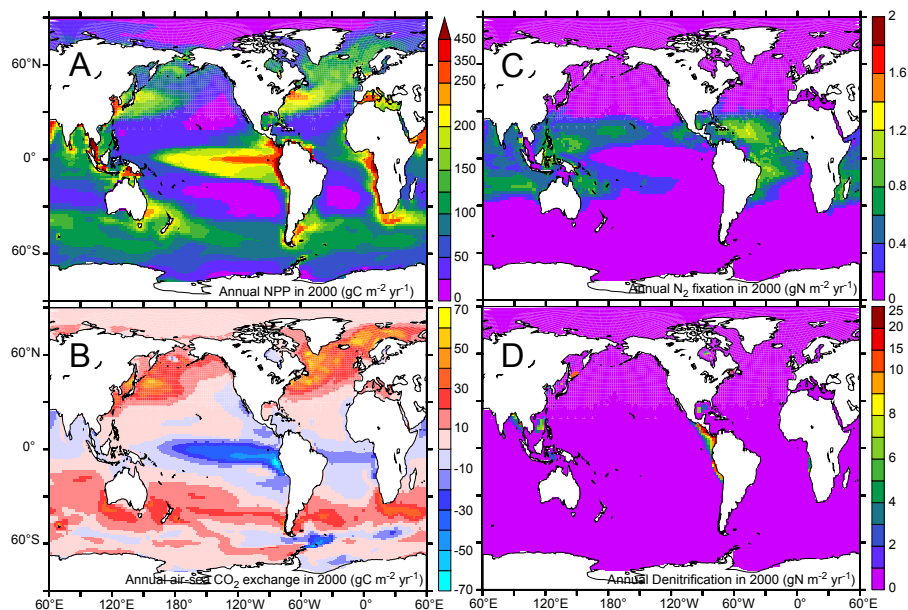 A
60°N
0°
60°S
Annual NPP in 2000 (gC m-2 yr-1)
450
350
250
200
150
100
50
0
C
Annual N2 fixation in 2000 (gN m-2 yr-1)
2
1.6
1.2
0.8
0.4
0
B
60°N
0°
60°S
Annual air-sea CO2 exchange in 2000 (gC m-2 yr-1)
70
50
30
10
-10
-30
-50
-70
60°E
180°E
120°W
60°W
0°
60°E
D
Annual Denitrification in 2000 (gN m-2 yr-1)
25
20
15
10
8
6
4
2
0
60°E
120°E
180°E
120°W
60°W
0°
60°E